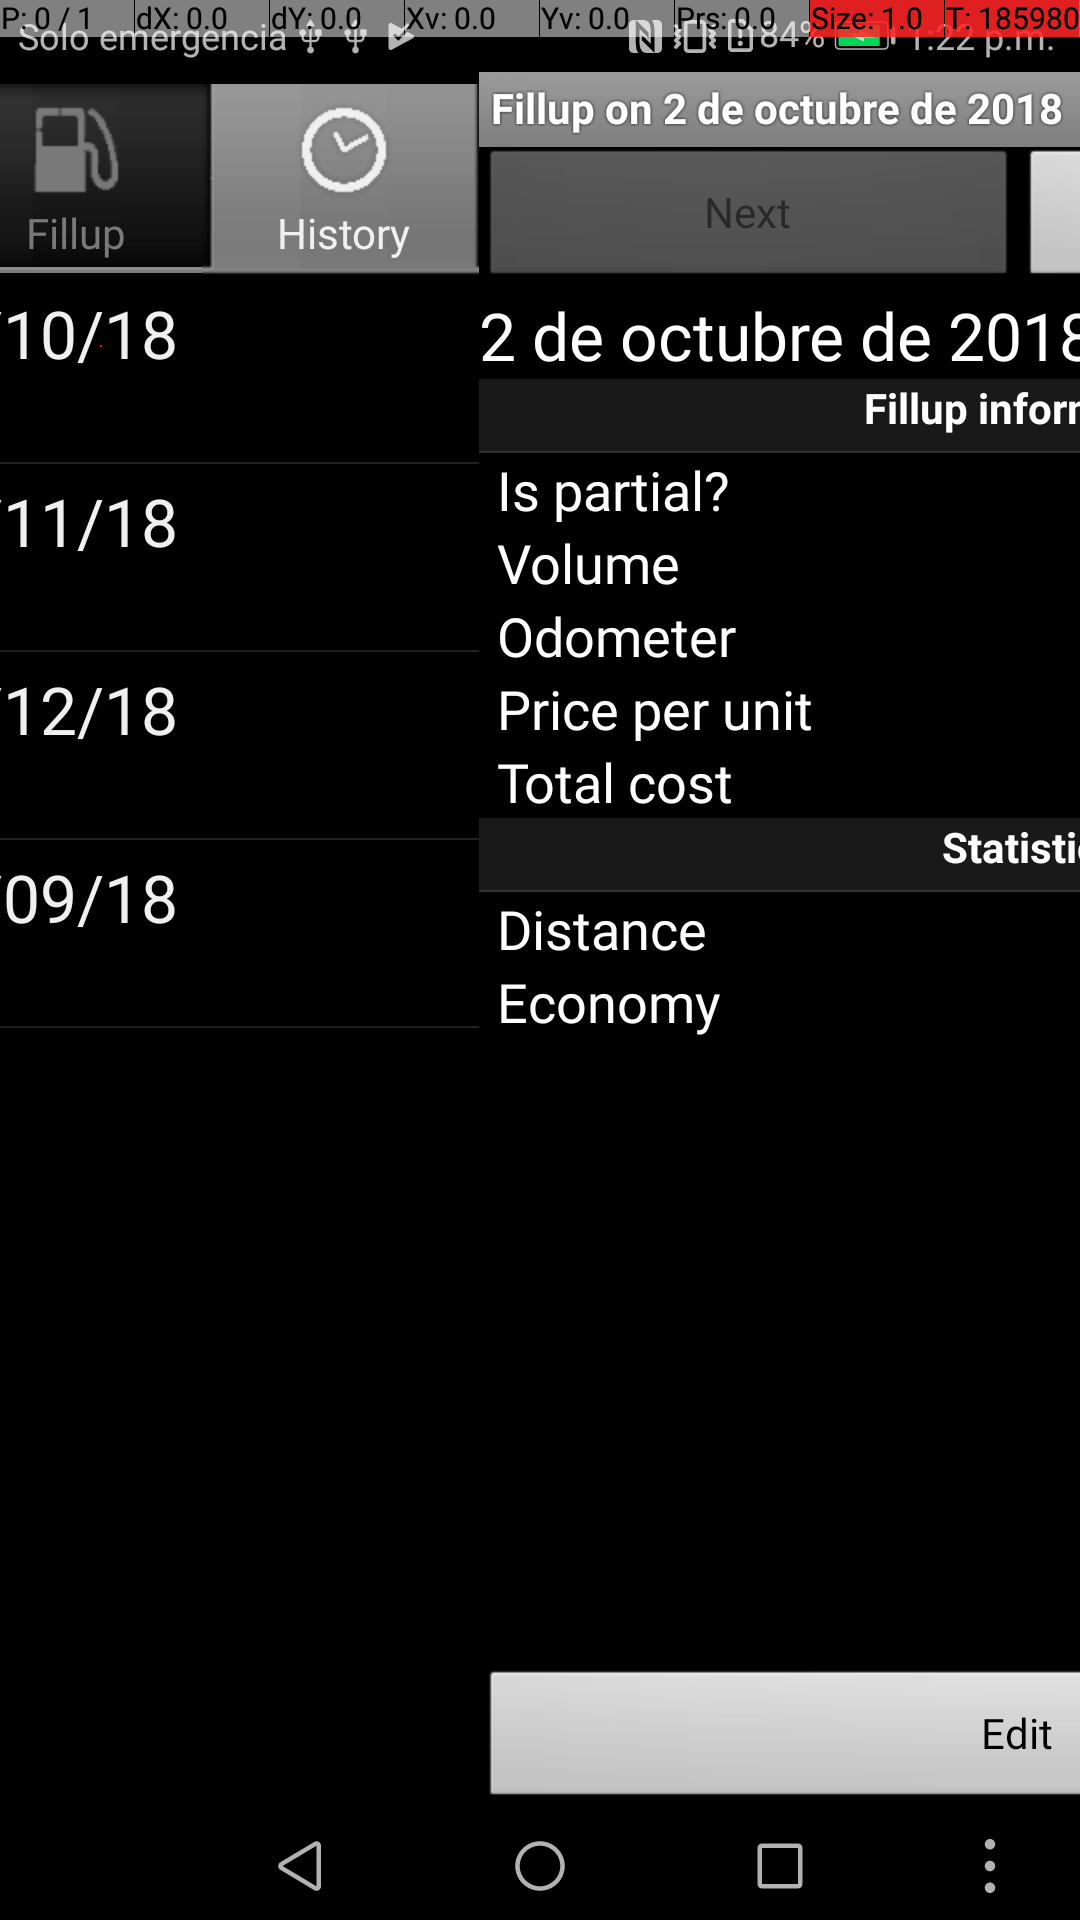 P: 0 / 1 dX: 0.0 dY: 0.0 Xv: 0.0 Yv: 0.0 Prs: 0.0 Size: 1.0 T: 185980
Solo emergencia 84% 1:22 p.m.
Fillup on 2 de octubre de 2018
Fillup
History
Next
/10/18
/11/18
/12/18
/09/18
2 de octubre de 2018
Fillup inform
Is partial?
Volume
Odometer
Price per unit
Total cost
Statistic
Distance
Economy
Edit